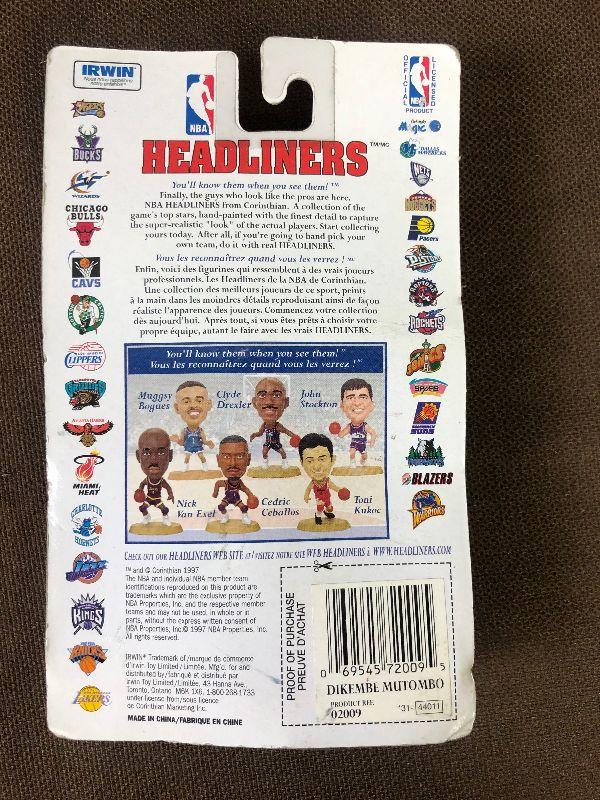 IRWIN
NBA
OFFICIAL
LICENSED
NBA
PRODUCT
HEADLINERS™/MC
You'll know them when you see them! ™
Finally, the guys who look like the pros are here.
NBA HEADLINERS from Corinthian. A collection of the
game's top stars, hand-painted with the finest detail to capture
the super-realistic "look" of the actual players. Start collecting
yours today. After all, if you're going to hand pick your
own team, do it with real HEADLINERS.
Vous les reconnaîtrez quand vous les verrez ! ™
Enfin, voici des figurines qui ressemblent à des vrais joueurs
professionnels. Les Headliners de la NBA de Corinthian.
Une collection des meilleurs joueurs de ce sport, peints
à la main dans les moindres détails reproduisant ainsi de façon
réaliste l'apparence des joueurs. Commencez votre collection
dès aujourd'hui. Après tout, si vous êtes prêts à choisir votre
propre équipe, autant le faire avec les vrais HEADLINERS.
BUCKS
WIZARDS
CHICAGO
BULLS
CAVS
CLIPPERS
ATLANTA HAWKS
MIAMI
HEAT
CHARLOTTE
HORNETS
JAZZ
KINGS
KNICKS
LAKERS
Magic
DALLAS
MAVERICKS
NETS
Pacers
PISTONS
RAPTORS
ROCKETS
SONICS
SPURS
SUNS
BLAZERS
WARRIORS
You'll know them when you see them! ™
Vous les reconnaîtrez quand vous les verrez ! ™
Muggsy
Bogues
Clyde
Drexler
John
Stockton
Nick
Van Exel
Cedric
Ceballos
Toni
Kukoc
CHECK OUT OUR HEADLINERS WEB SITE at / VISITEZ NOTRE SITE WEB HEADLINERS à WWW.HEADLINERS.COM
™ and © Corinthian 1997
The NBA and individual NBA member team
identifications reproduced on this product are
trademarks which are the exclusive property of
NBA Properties, Inc. and the respective member
teams and may not be used, in whole or in
parts, without the express written consent of
NBA Properties, Inc.© 1997 NBA Properties, Inc.
All rights reserved.
IRWIN® Trademark of / marque de commerce
d'Irwin Toy Limited / Limitée. Mfg'd. for and
distributed by / fabriqué et distribué par
Irwin Toy Limited / Limitée, 43 Hanna Ave,
Toronto, Ontario M6K 1X6, 1-800-268-1733
under license from / sous licence
de Corinthian Marketing Inc.
MADE IN CHINA/FABRIQUE EN CHINE
PROOF OF PURCHASE
PREUVE D'ACHAT
0 69545 72009 5
DIKEMBE MUTOMBO
PRODUCT REF.
02009
'31- 44011